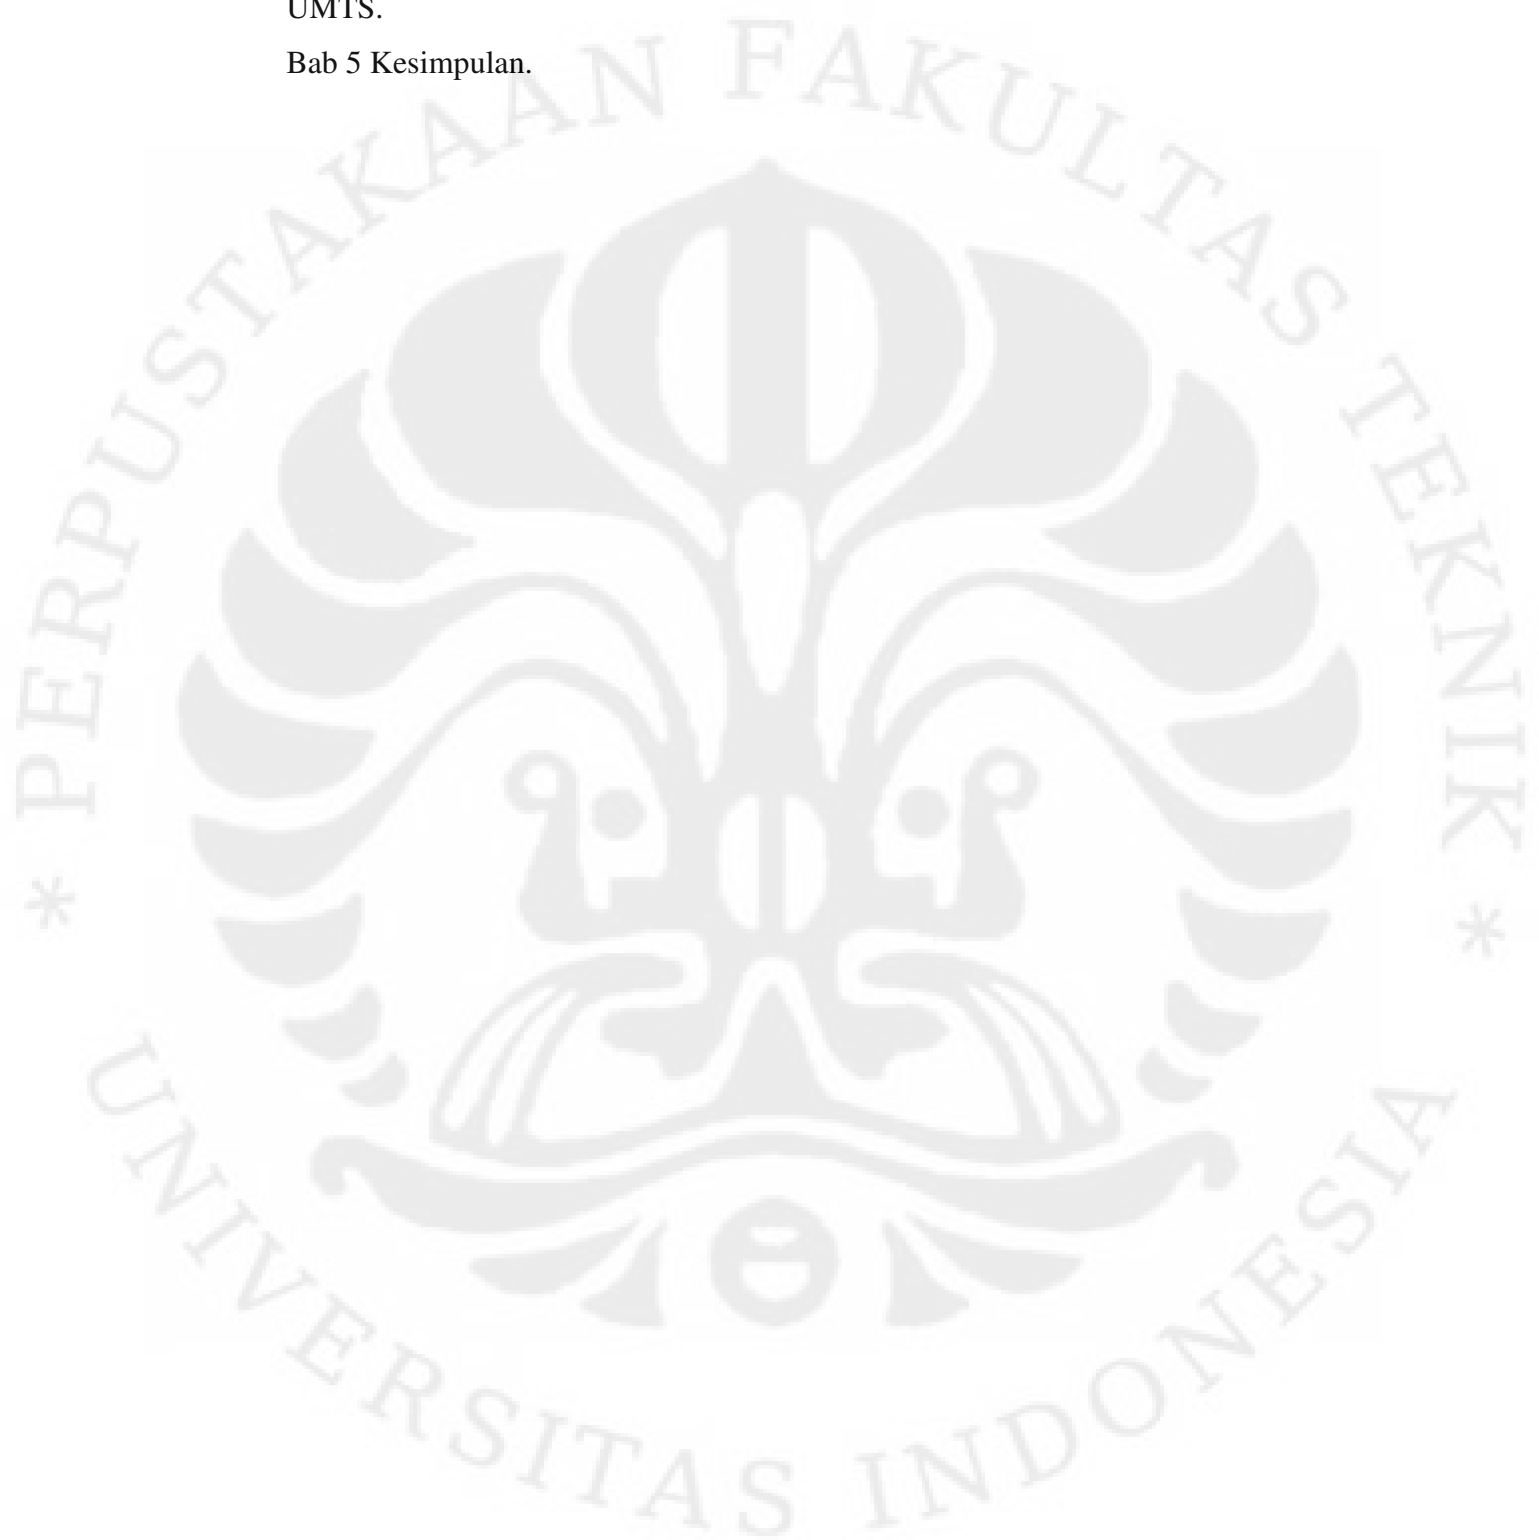 UMTS.
Bab 5 Kesimpulan.
PERPUSTAKAAN FAKULTAS TEKNIK
* UNIVERSITAS INDONESIA *